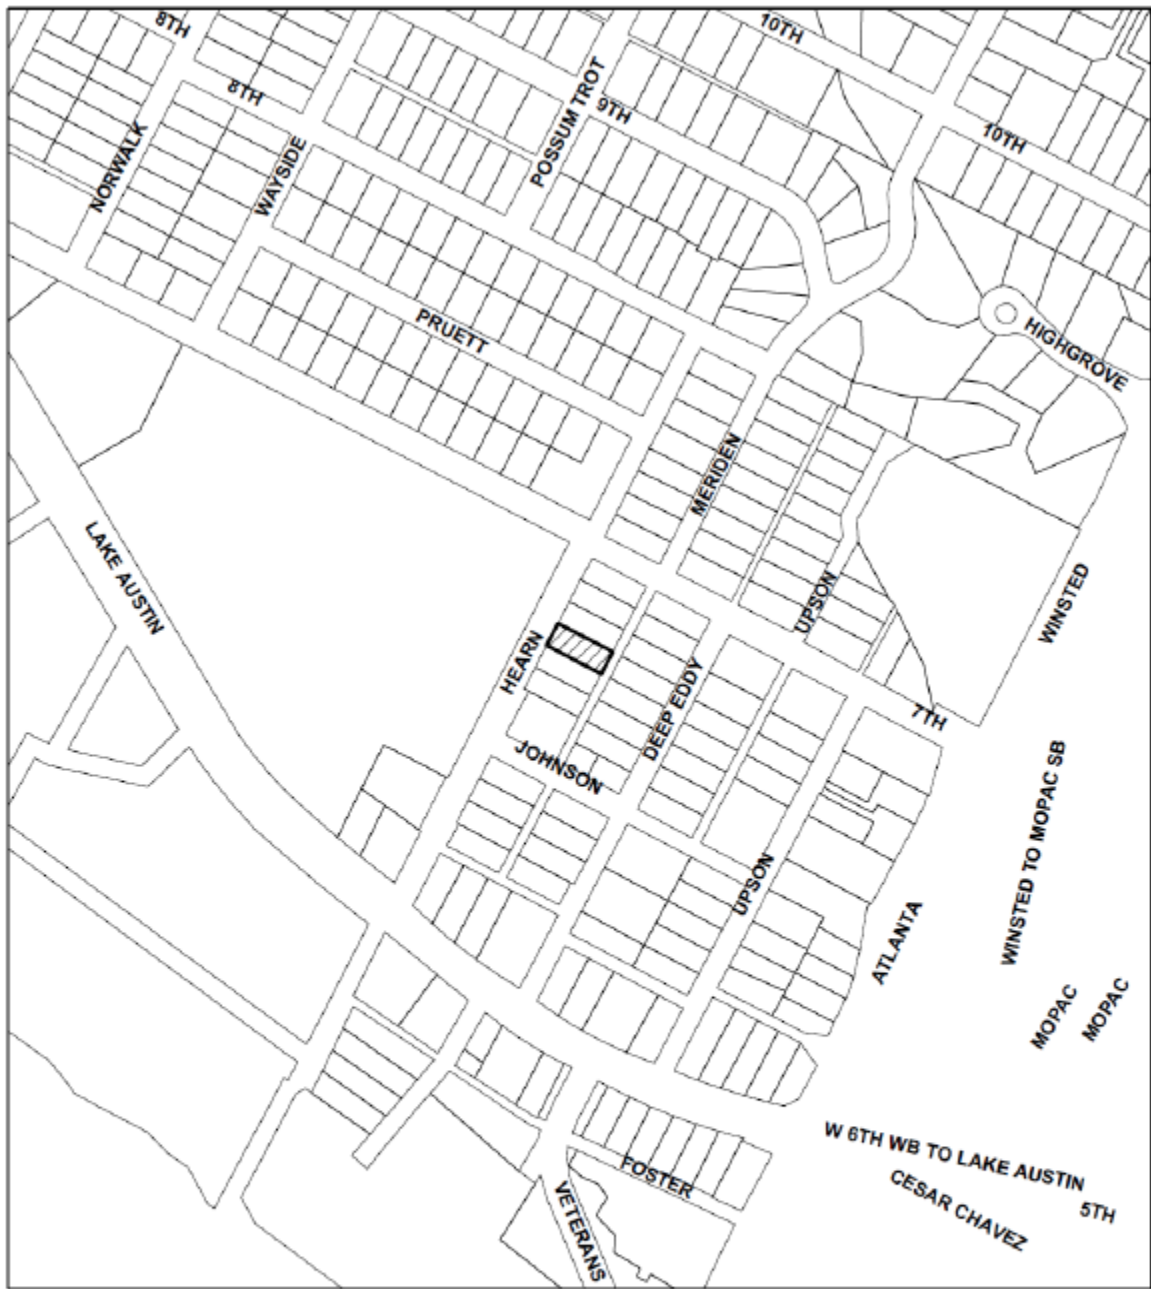 8TH
10TH
8TH
POSSUM TROT
9TH
NORWALK
WAYSIDE
10TH
PRUETT
HIGHGROVE
MERIDEN
LAKE AUSTIN
UPSON
WINSTED
HEARN
DEEP EDDY
7TH
JOHNSON
WINSTED TO MOPAC SB
UPSON
ATLANTA
MOPAC
MOPAC
W 6TH WB TO LAKE AUSTIN
FOSTER
CESAR CHAVEZ
5TH
VETERANS